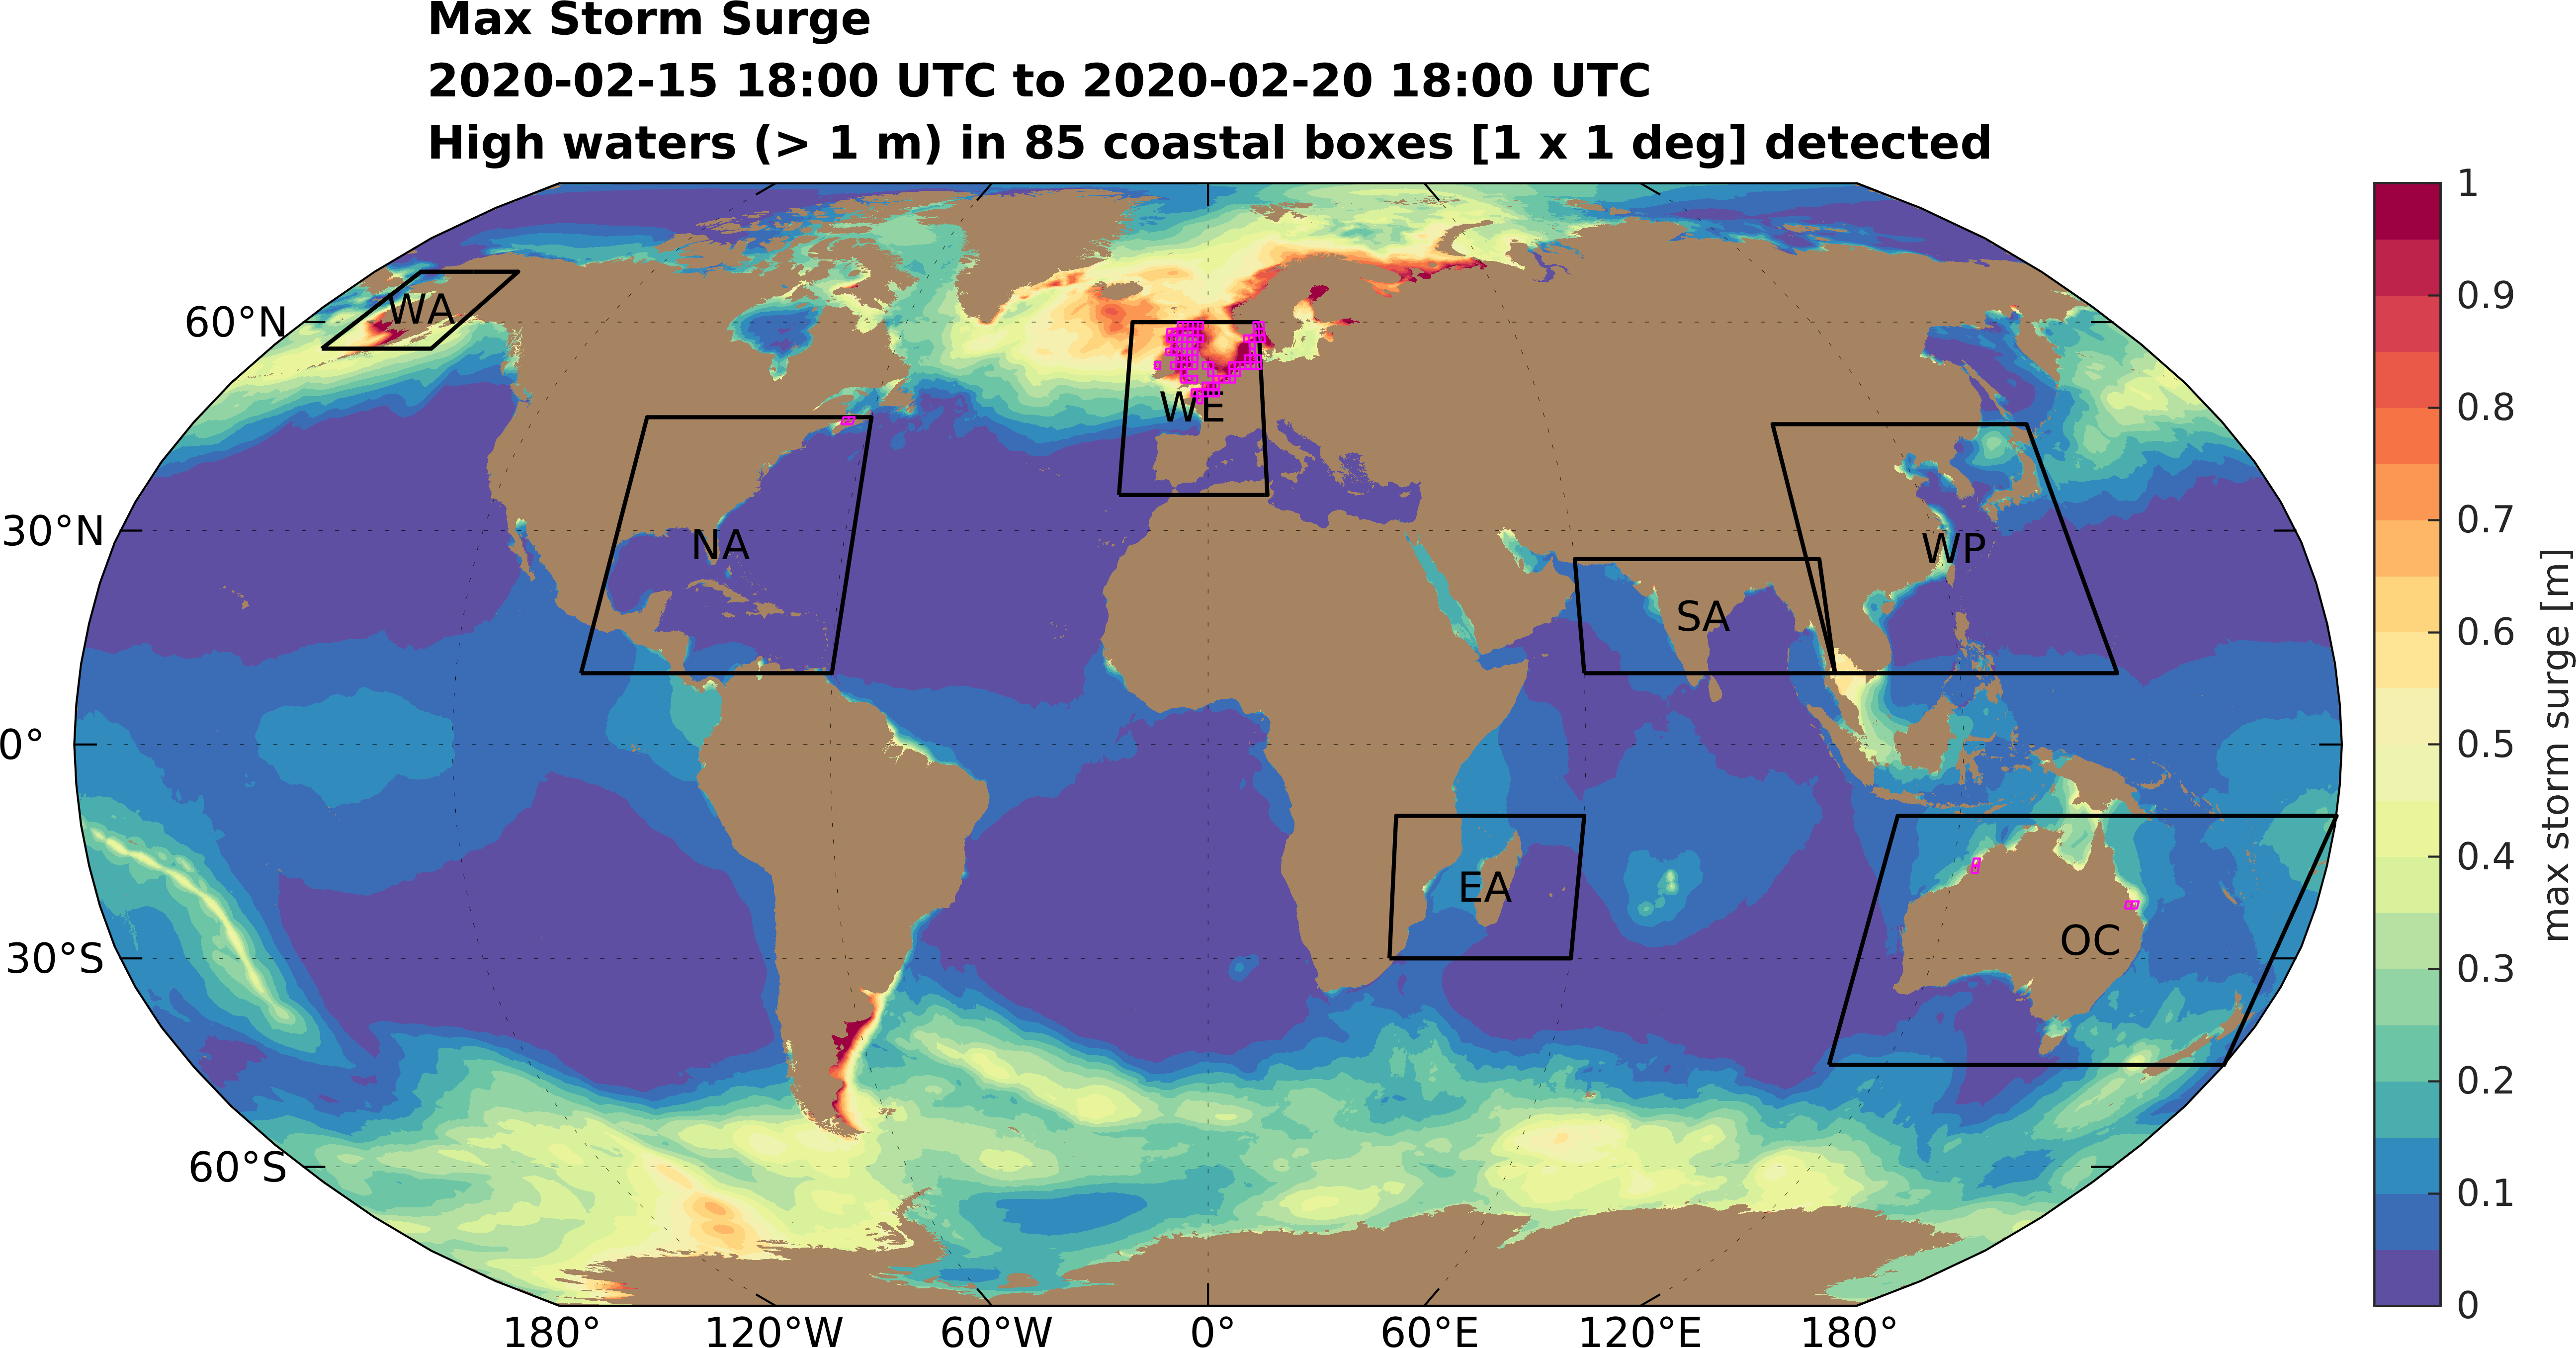 Max Storm Surge
2020-02-15 18:00 UTC to 2020-02-20 18:00 UTC
High waters (> 1 m) in 85 coastal boxes [1 x 1 deg] detected
60°N
30°N
0°
30°S
60°S
WA
NA
WE
SA
WP
EA
OC
180°
120°W
60°W
0°
60°E
120°E
180°
1
0.9
0.8
0.7
0.6
0.5
0.4
0.3
0.2
0.1
0
max storm surge [m]